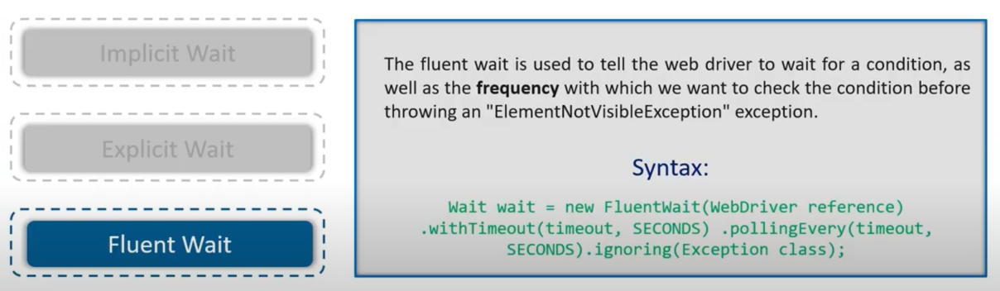 Implicit Wait
Explicit Wait
Fluent Wait
The fluent wait is used to tell the web driver to wait for a condition, as
well as the frequency with which we want to check the condition before
throwing an "ElementNotVisibleException" exception.
Syntax:
Wait wait = new FluentWait(WebDriver reference)
.withTimeout(timeout, SECONDS) .pollingEvery(timeout,
SECONDS).ignoring(Exception class);